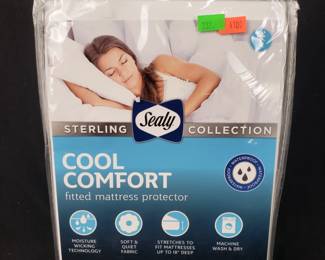 Sealy
STERLING COLLECTION
COOL
COMFORT
fitted mattress protector
WATERPROOF
MOISTURE
WICKING
TECHNOLOGY
SOFT &
QUIET
FABRIC
STRETCHES TO
FIT MATTRESSES
UP TO 18" DEEP
MACHINE
WASH & DRY